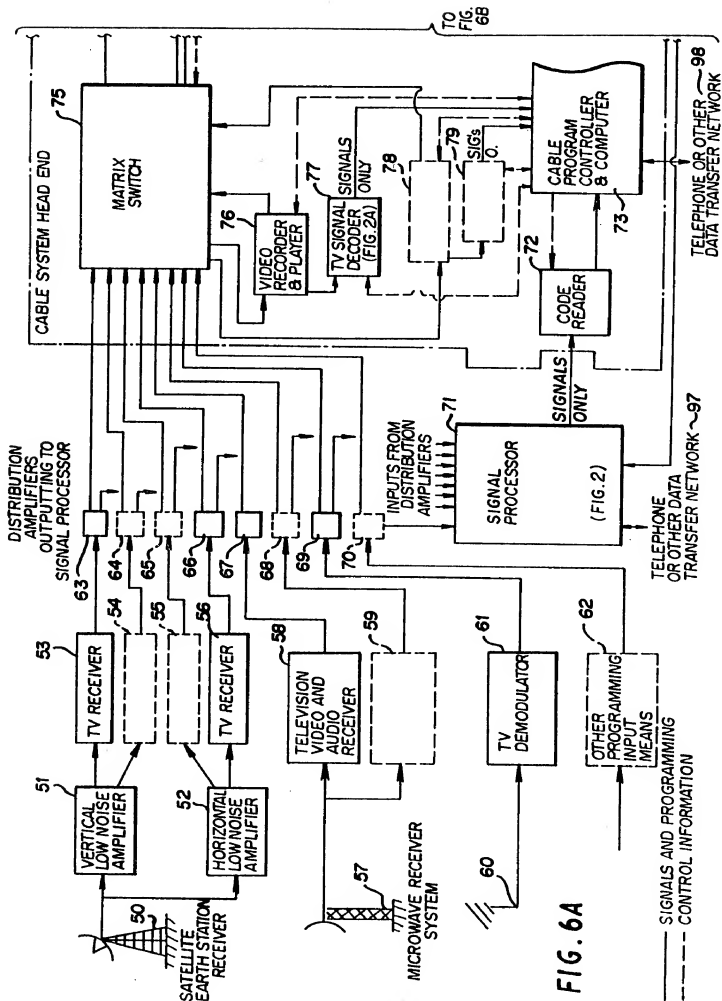 TO
FIG.
6B
CABLE SYSTEM HEAD END
75
MATRIX
SWITCH
76
VIDEO
RECORDER
& PLAYER
77
TV SIGNAL
DECODER
(FIG. 2A)
SIGNALS
ONLY
78
79
SIG'S
O.
CABLE
PROGRAM
CONTROLLER
& COMPUTER
73
72
CODE
READER
SIGNALS
ONLY
TELEPHONE OR OTHER 98
DATA TRANSFER NETWORK
DISTRIBUTION
AMPLIFIERS
OUTPUTTING TO
SIGNAL PROCESSOR
63
64
65
66
67
68
69
70
INPUTS FROM
DISTRIBUTION
AMPLIFIERS
71
SIGNAL
PROCESSOR
(FIG. 2)
TELEPHONE
OR OTHER DATA
TRANSFER NETWORK 97
53
TV RECEIVER
54
55
56
TV RECEIVER
58
TELEVISION
VIDEO AND
AUDIO
RECEIVER
59
61
TV
DEMODULATOR
62
OTHER
PROGRAMMING
INPUT
MEANS
51
VERTICAL
LOW NOISE
AMPLIFIER
52
HORIZONTAL
LOW NOISE
AMPLIFIER
50
SATELLITE
EARTH STATION
RECEIVER
57
MICROWAVE RECEIVER
SYSTEM
60
FIG. 6A
SIGNALS AND PROGRAMMING
CONTROL INFORMATION